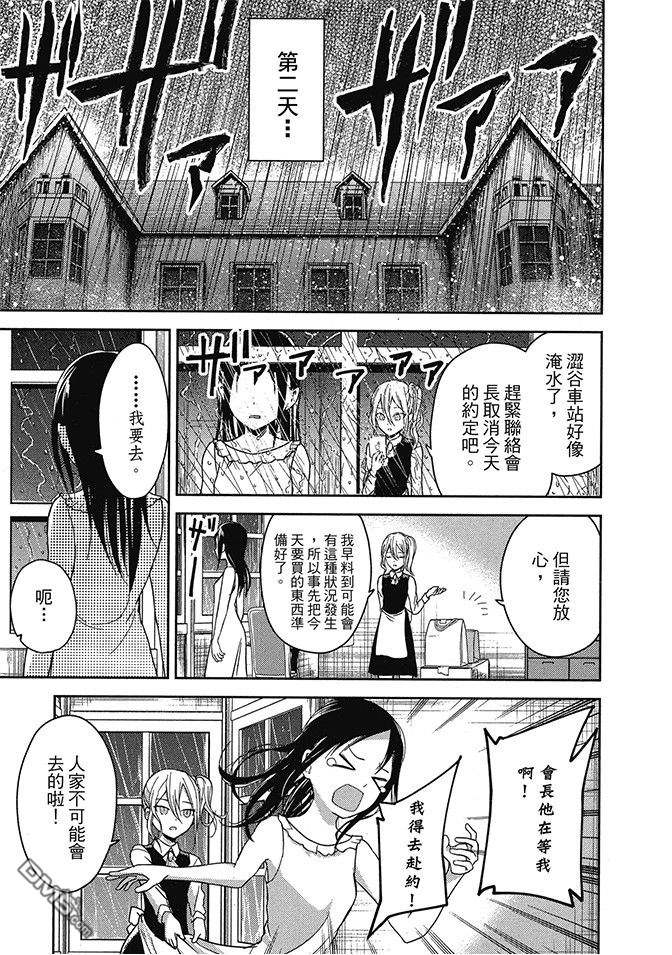 第二天…
ザァァ
ザァァ
澀谷車站好像
淹水了，
趕緊聯絡會
長取消今天
的約定吧。
ザァァ
……我要去。
但請您放
心，
我早料到可能會
有這種狀況發生
，所以事先把今
天要買的東西準
備好了。
呃…
會長他在等我
啊！
我得去赴約！
人家不可能會
去的啦！